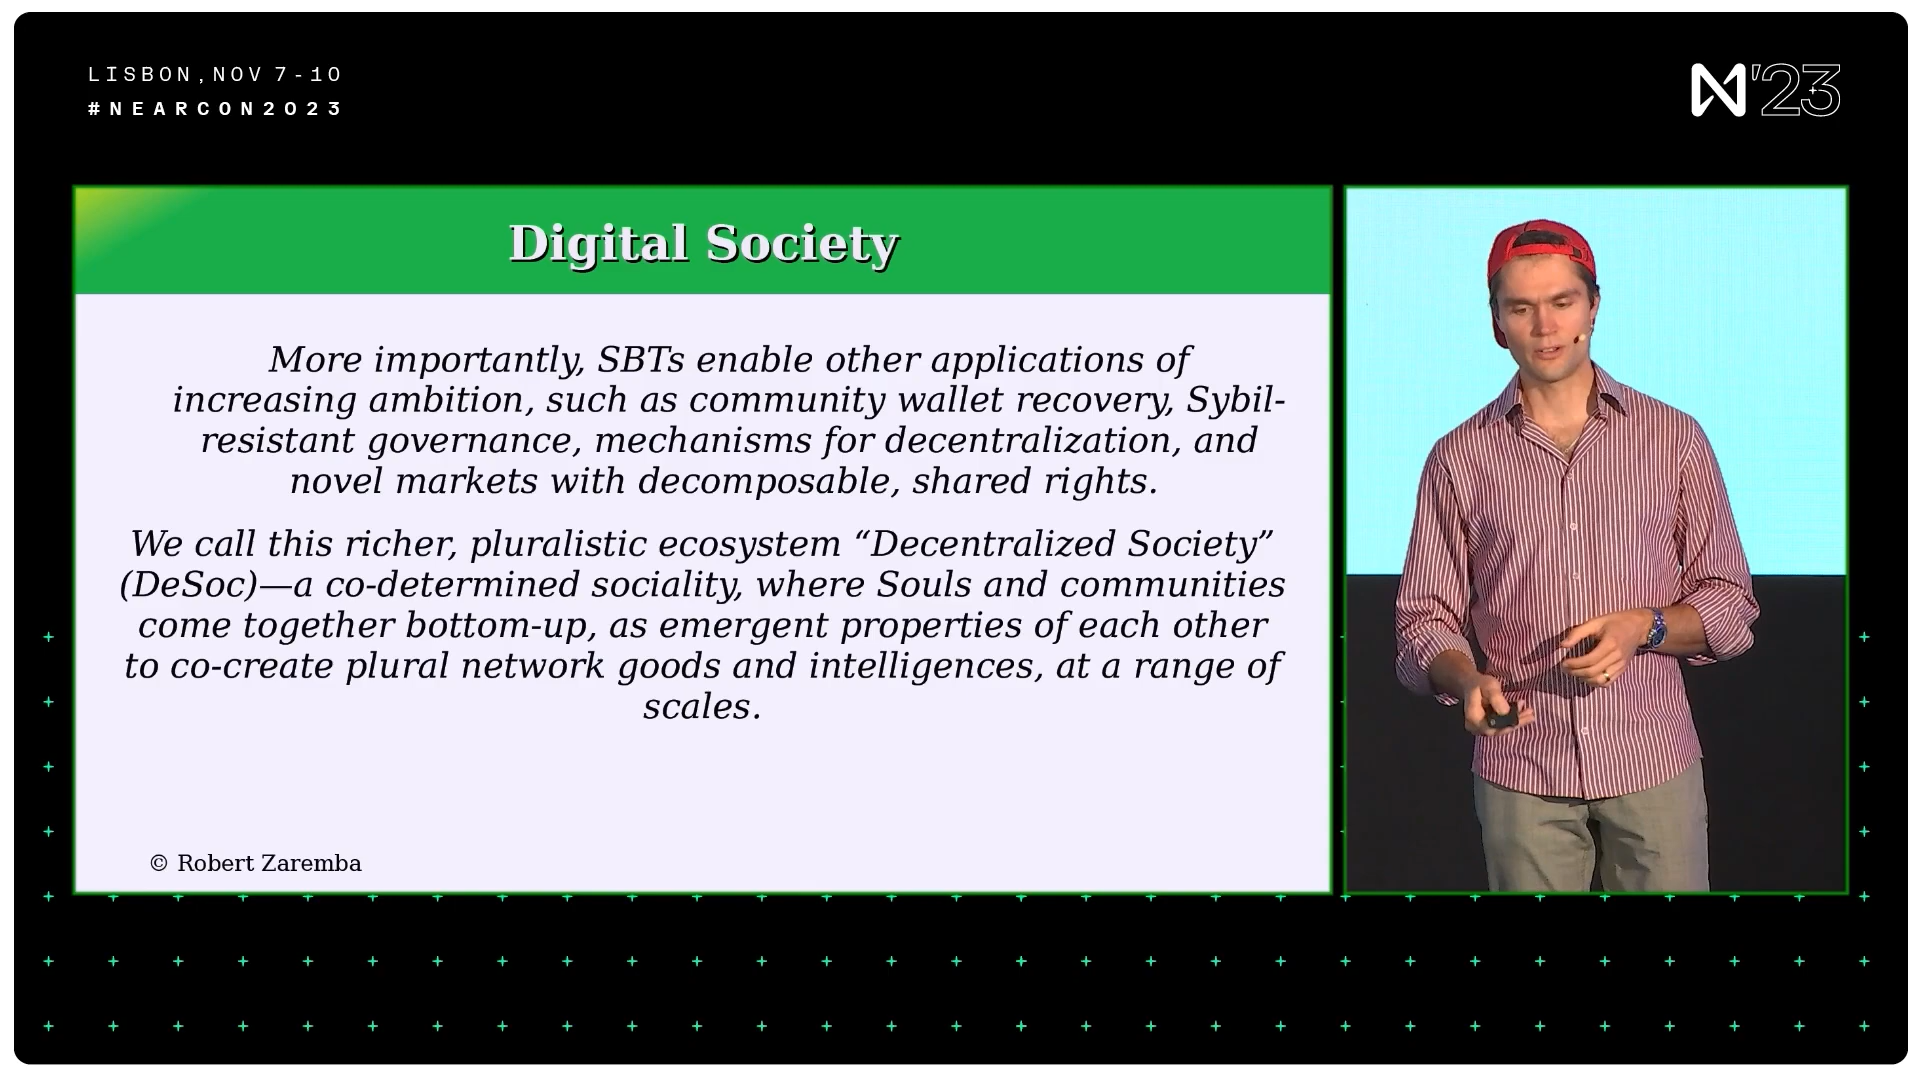 LISBON, NOV 7-10
#NEARCON2023
N'23
Digital Society
More importantly, SBTs enable other applications of
increasing ambition, such as community wallet recovery, Sybil-
resistant governance, mechanisms for decentralization, and
novel markets with decomposable, shared rights.
We call this richer, pluralistic ecosystem “Decentralized Society”
(DeSoc)—a co-determined sociality, where Souls and communities
come together bottom-up, as emergent properties of each other
to co-create plural network goods and intelligences, at a range of
scales.
© Robert Zaremba